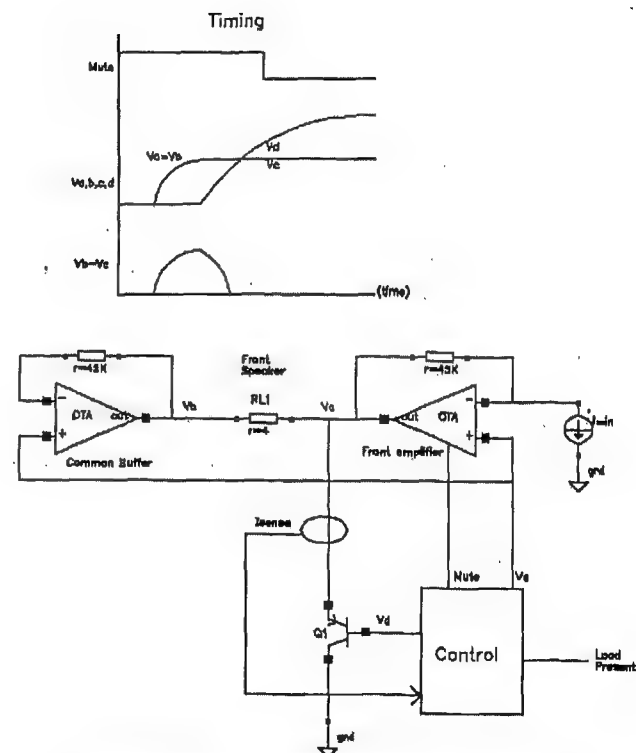 Timing
Mute
Va=Vb
Vd
Vc
Va,b,c,d
Vb-Vc
(time)
r=43K
Front
Speaker
r=43K
OTA
out
Vb
RL1
Vc
out
OTA
r=4
I=in
Common Buffer
Front amplifier
gnd
Isense
Mute
Va
Q1
Vd
Control
Load
Present
gnd